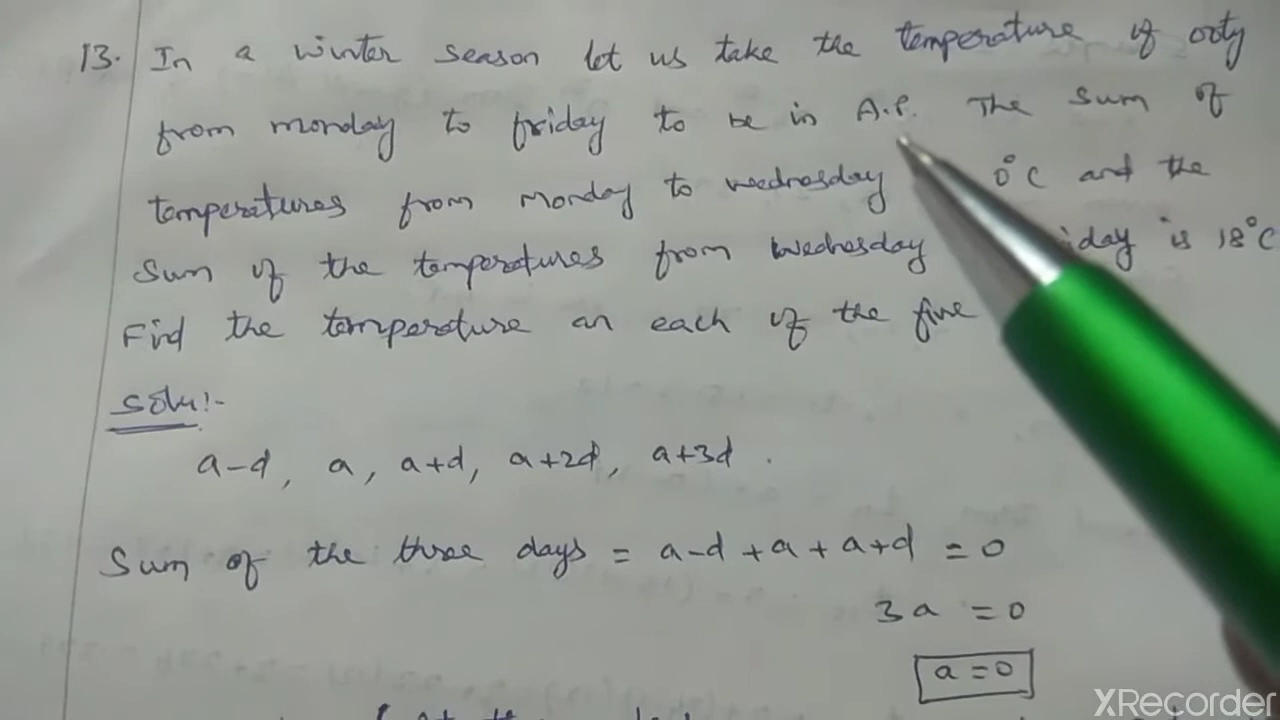 13. In a winter season let us take the temperature of ooty
from monday to friday to be in A.P. The sum of
temperatures from monday to wednesday 0°C and the
sum of the temperatures from wednesday iday is 18°C
Find the temperature on each of the five
Solu:-
a-d, a, a+d, a+2d, a+3d.
Sum of the three days = a-d+a+a+d = 0
3a = 0
a = 0
XRecorder